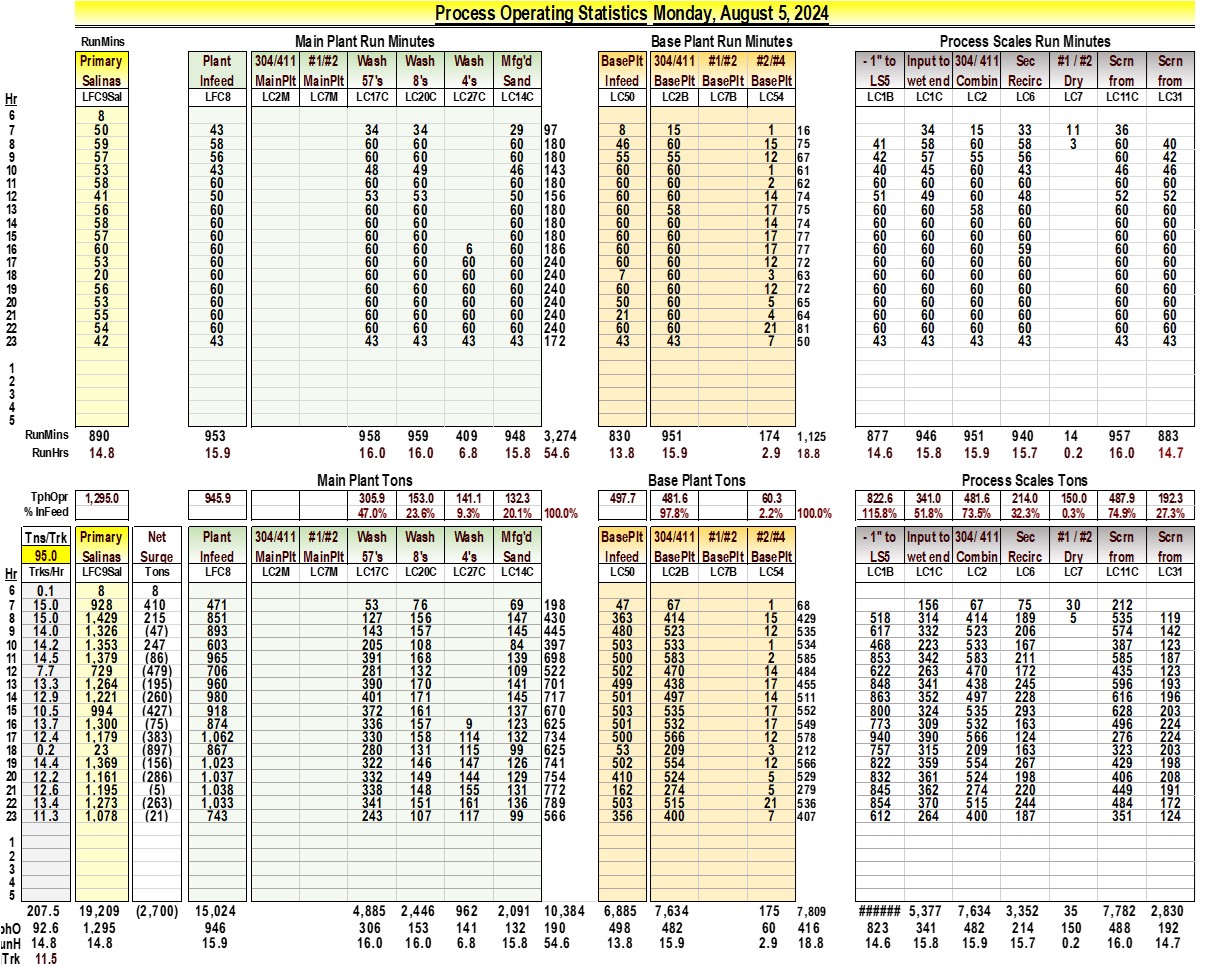 Process Operating Statistics Monday, August 5, 2024
RunMins Main Plant Run Minutes Base Plant Run Minutes Process Scales Run Minutes
Primary Plant 304/411 #1/#2 Wash Wash Wash Mfg'd BasePlt 304/411 #1/#2 #2/#4 - 1" to Input to 304/ 411 Sec #1 / #2 Scrn Scrn
Salinas Infeed MainPlt MainPlt 57's 8's 4's Sand Infeed BasePlt BasePlt BasePlt LS5 wet end Combin Recirc Dry from from
Hr LFC9Sal LFC8 LC2M LC7M LC17C LC20C LC27C LC14C LC50 LC2B LC7B LC54 LC1B LC1C LC2 LC6 LC7 LC11C LC31
6 8
7 50 43 34 34 29 97 8 15 1 16 34 15 33 11 36
8 59 58 60 60 60 180 46 60 15 75 41 58 60 58 3 60 40
9 57 56 60 60 60 180 55 55 12 67 42 57 55 56 60 42
10 53 43 48 49 46 143 60 60 1 61 40 45 60 43 46 46
11 58 60 60 60 60 180 60 60 2 62 60 60 60 60 60 60
12 41 50 53 53 50 156 60 60 14 74 51 49 60 48 52 52
13 56 60 60 60 60 180 60 58 17 75 60 60 58 60 60 60
14 58 60 60 60 60 180 60 60 14 74 60 60 60 60 60 60
15 57 60 60 60 60 180 60 60 17 77 60 60 60 60 60 60
16 60 60 60 60 6 60 186 60 60 17 77 60 60 60 59 60 60
17 53 60 60 60 60 60 240 60 60 12 72 60 60 60 60 60 60
18 20 60 60 60 60 60 240 7 60 3 63 60 60 60 60 60 60
19 56 60 60 60 60 60 240 60 60 12 72 60 60 60 60 60 60
20 53 60 60 60 60 60 240 50 60 5 65 60 60 60 60 60 60
21 55 60 60 60 60 60 240 21 60 4 64 60 60 60 60 60 60
22 54 60 60 60 60 60 240 60 60 21 81 60 60 60 60 60 60
23 42 43 43 43 43 43 172 43 43 7 50 43 43 43 43 43 43
1
2
3
4
5
RunMins 890 953 958 959 409 948 3,274 830 951 174 1,125 877 946 951 940 14 957 883
RunHrs 14.8 15.9 16.0 16.0 6.8 15.8 54.6 13.8 15.9 2.9 18.8 14.6 15.8 15.9 15.7 0.2 16.0 14.7
Main Plant Tons Base Plant Tons Process Scales Tons
TphOpr 1,295.0 945.9 305.9 153.0 141.1 132.3 497.7 481.6 60.3 822.6 341.0 481.6 214.0 150.0 487.9 192.3
% InFeed 47.0% 23.6% 9.3% 20.1% 100.0% 97.8% 2.2% 100.0% 115.8% 51.8% 73.5% 32.3% 0.3% 74.9% 27.3%
Tns/Trk Primary Net Plant 304/411 #1/#2 Wash Wash Wash Mfg'd BasePlt 304/411 #1/#2 #2/#4 - 1" to Input to 304/ 411 Sec #1 / #2 Scrn Scrn
95.0 Salinas Surge Infeed MainPlt MainPlt 57's 8's 4's Sand Infeed BasePlt BasePlt BasePlt LS5 wet end Combin Recirc Dry from from
Hr Trks/Hr LFC9Sal Tons LFC8 LC2M LC7M LC17C LC20C LC27C LC14C LC50 LC2B LC7B LC54 LC1B LC1C LC2 LC6 LC7 LC11C LC31
6 0.1 8 8
7 15.0 928 410 471 53 76 69 198 47 67 1 68 156 67 75 30 212
8 15.0 1,429 215 851 127 156 147 430 363 414 15 429 518 314 414 189 5 535 119
9 14.0 1,326 (47) 893 143 157 145 445 480 523 12 535 617 332 523 206 574 142
10 14.2 1,353 247 603 205 108 84 397 503 533 1 534 468 223 533 167 387 123
11 14.5 1,379 (86) 965 391 168 139 698 500 583 2 585 853 342 583 211 585 187
12 7.7 729 (479) 706 281 132 109 522 502 470 14 484 622 263 470 172 435 123
13 13.3 1,264 (195) 960 390 170 141 701 499 438 17 455 848 341 438 245 596 193
14 12.9 1,221 (260) 980 401 171 145 717 501 497 14 511 863 352 497 228 616 196
15 10.5 994 (427) 918 372 161 137 670 503 535 17 552 800 324 535 293 628 203
16 13.7 1,300 (75) 874 336 157 9 123 625 501 532 17 549 773 309 532 163 496 224
17 12.4 1,179 (383) 1,062 330 158 114 132 734 500 566 12 578 940 390 566 124 276 224
18 0.2 23 (897) 867 280 131 115 99 625 53 209 3 212 757 315 209 163 323 203
19 14.4 1,369 (156) 1,023 322 146 147 126 741 502 554 12 566 822 359 554 267 429 198
20 12.2 1,161 (286) 1,037 332 149 144 129 754 410 524 5 529 832 361 524 198 406 208
21 12.6 1,195 (5) 1,038 338 148 155 131 772 162 274 5 279 845 362 274 220 449 191
22 13.4 1,273 (263) 1,033 341 151 161 136 789 503 515 21 536 854 370 515 244 484 172
23 11.3 1,078 (21) 743 243 107 117 99 566 356 400 7 407 612 264 400 187 351 124
1
2
3
4
5
207.5 19,209 (2,700) 15,024 4,885 2,446 962 2,091 10,384 6,885 7,634 175 7,809 ###### 5,377 7,634 3,352 35 7,782 2,830
phO 92.6 1,295 946 306 153 141 132 190 498 482 60 416 823 341 482 214 150 488 192
unH 14.8 14.8 15.9 16.0 16.0 6.8 15.8 54.6 13.8 15.9 2.9 18.8 14.6 15.8 15.9 15.7 0.2 16.0 14.7
Trk 11.5